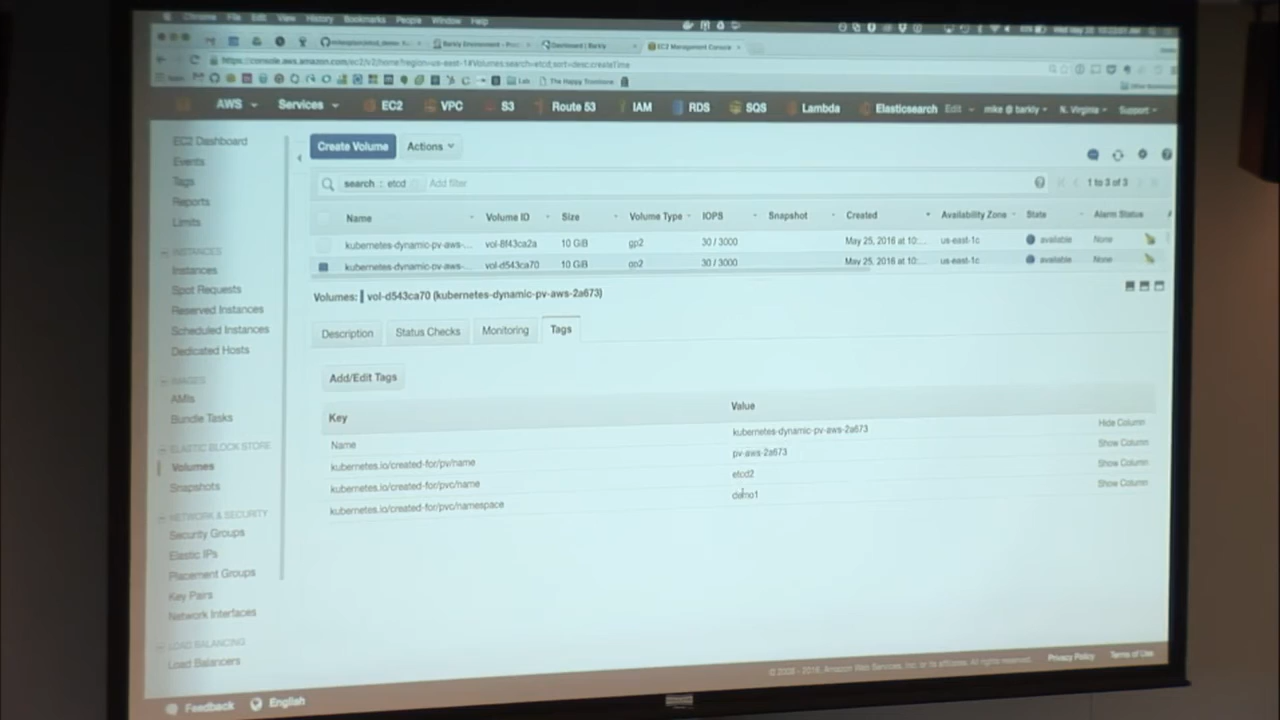 Chrome File Edit View History Bookmarks People Window Help
Dashboard | Barkly EC2 Management Console
https://console.aws.amazon.com/ec2/v2/home?region=us-east-1#Volumes:search=etcd;sort=desc:createTime
Lab The Happy
AWS Services EC2 VPC S3 Route 53 IAM RDS SQS Lambda Elasticsearch Edit mike @ barkly N. Virginia Support
EC2 Dashboard
Events
Tags
Reports
Limits
INSTANCES
Instances
Spot Requests
Reserved Instances
Scheduled Instances
Dedicated Hosts
IMAGES
AMIs
Bundle Tasks
ELASTIC BLOCK STORE
Volumes
Snapshots
NETWORK & SECURITY
Security Groups
Elastic IPs
Placement Groups
Key Pairs
Network Interfaces
LOAD BALANCING
Load Balancers
Create Volume Actions
search : etcd Add filter 1 to 3 of 3
Name Volume ID Size Volume Type IOPS Snapshot Created Availability Zone State Alarm Status
kubernetes-dynamic-pv-aws-... vol-8f43ca2a 10 GiB gp2 30 / 3000 May 25, 2016 at 10:... us-east-1c available None
kubernetes-dynamic-pv-aws-... vol-d543ca70 10 GiB gp2 30 / 3000 May 25, 2016 at 10:... us-east-1c available None
Volumes: vol-d543ca70 (kubernetes-dynamic-pv-aws-2a673)
Description Status Checks Monitoring Tags
Add/Edit Tags
Key Value
Name kubernetes-dynamic-pv-aws-2a673 Hide Column
kubernetes.io/created-for/pv/name pv-aws-2a673 Show Column
kubernetes.io/created-for/pvc/name etcd2 Show Column
kubernetes.io/created-for/pvc/namespace demo1 Show Column
© 2008 - 2016, Amazon Web Services, Inc. or its affiliates. All rights reserved. Privacy Policy Terms of Use
Feedback English